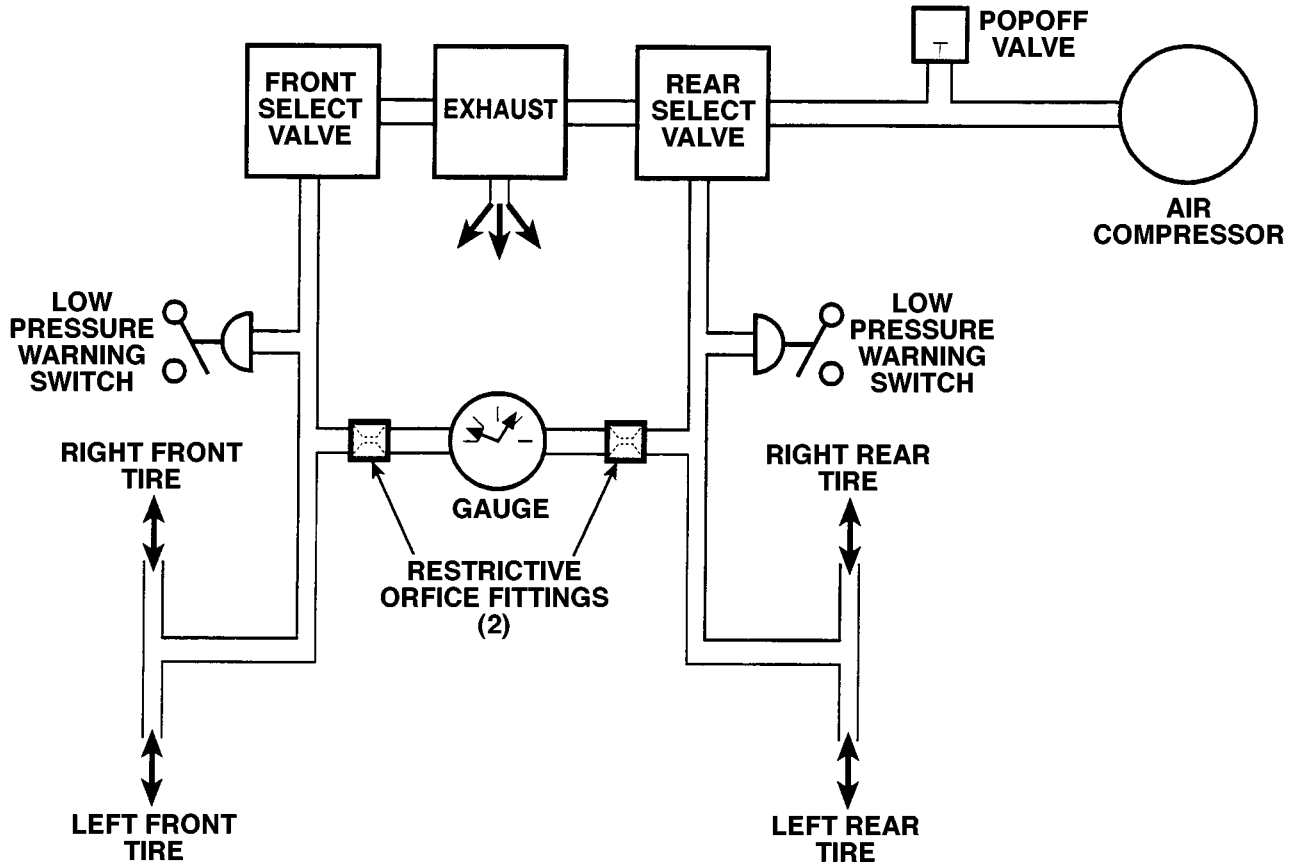 POPOFF
VALVE
FRONT
SELECT
VALVE
EXHAUST
REAR
SELECT
VALVE
AIR
COMPRESSOR
LOW
PRESSURE
WARNING
SWITCH
LOW
PRESSURE
WARNING
SWITCH
RIGHT FRONT
TIRE
GAUGE
RIGHT REAR
TIRE
RESTRICTIVE
ORFICE FITTINGS
(2)
LEFT FRONT
TIRE
LEFT REAR
TIRE